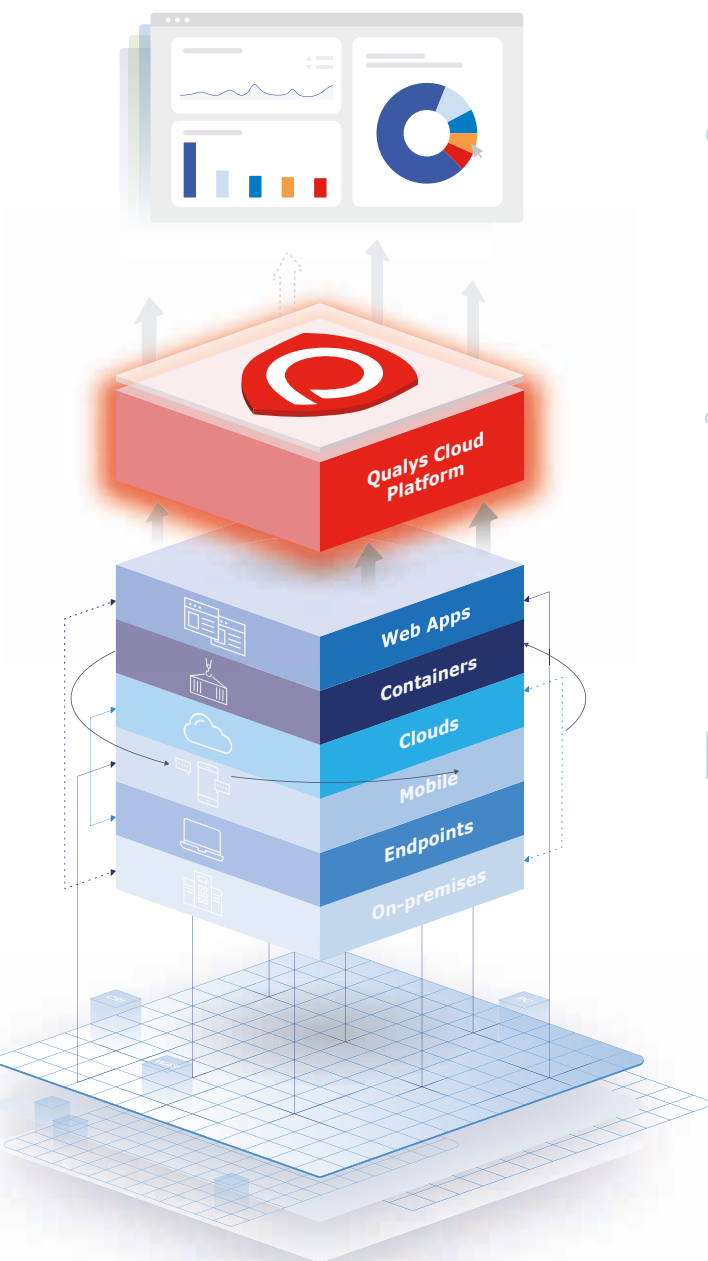 Qualys Cloud
Platform
Web Apps
Containers
Clouds
Mobile
Endpoints
On-premises